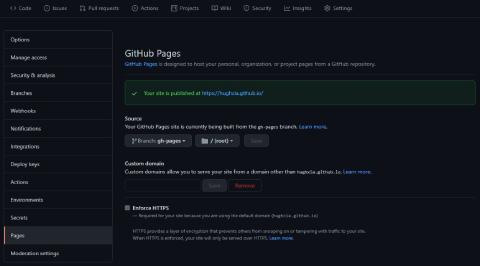 Code Issues Pull requests Actions Projects Wiki Security Insights Settings
Options
Manage access
Security & analysis
Branches
Webhooks
Notifications
Integrations
Deploy keys
Actions
Environments
Secrets
Pages
Moderation settings
GitHub Pages
GitHub Pages is designed to host your personal, organization, or project pages from a GitHub repository.
Your site is published at https://hughcia.github.io/
Source
Your GitHub Pages site is currently being built from the gh-pages branch. Learn more.
Branch: gh-pages / (root) Save
Custom domain
Custom domains allow you to serve your site from a domain other than hughcia.github.io. Learn more.
Save Remove
Enforce HTTPS
— Required for your site because you are using the default domain (hughcia.github.io)
HTTPS provides a layer of encryption that prevents others from snooping on or tampering with traffic to your site.
When HTTPS is enforced, your site will only be served over HTTPS. Learn more.